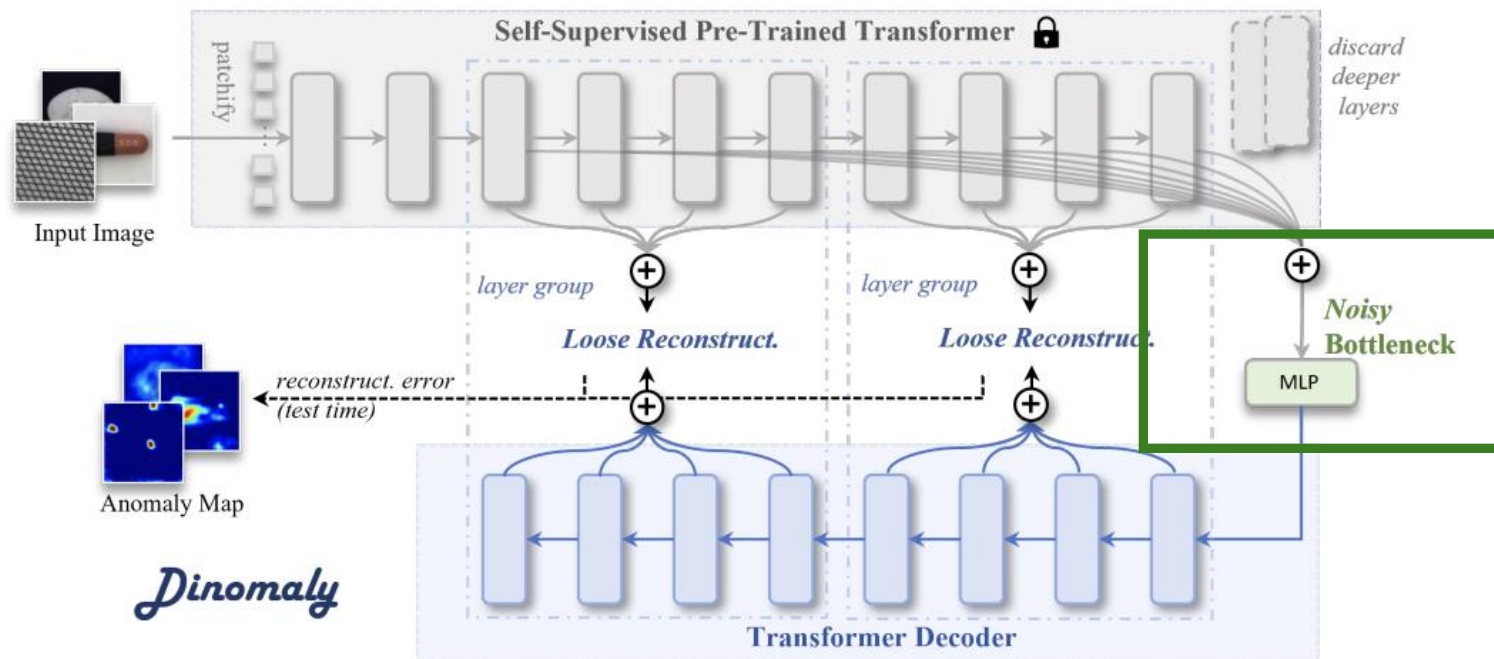 Self-Supervised Pre-Trained Transformer
patchify
discard
deeper
layers
Input Image
layer group
layer group
Noisy
Bottleneck
Loose Reconstruct.
Loose Reconstruct.
MLP
reconstruct. error
(test time)
Anomaly Map
Dinomaly
Transformer Decoder